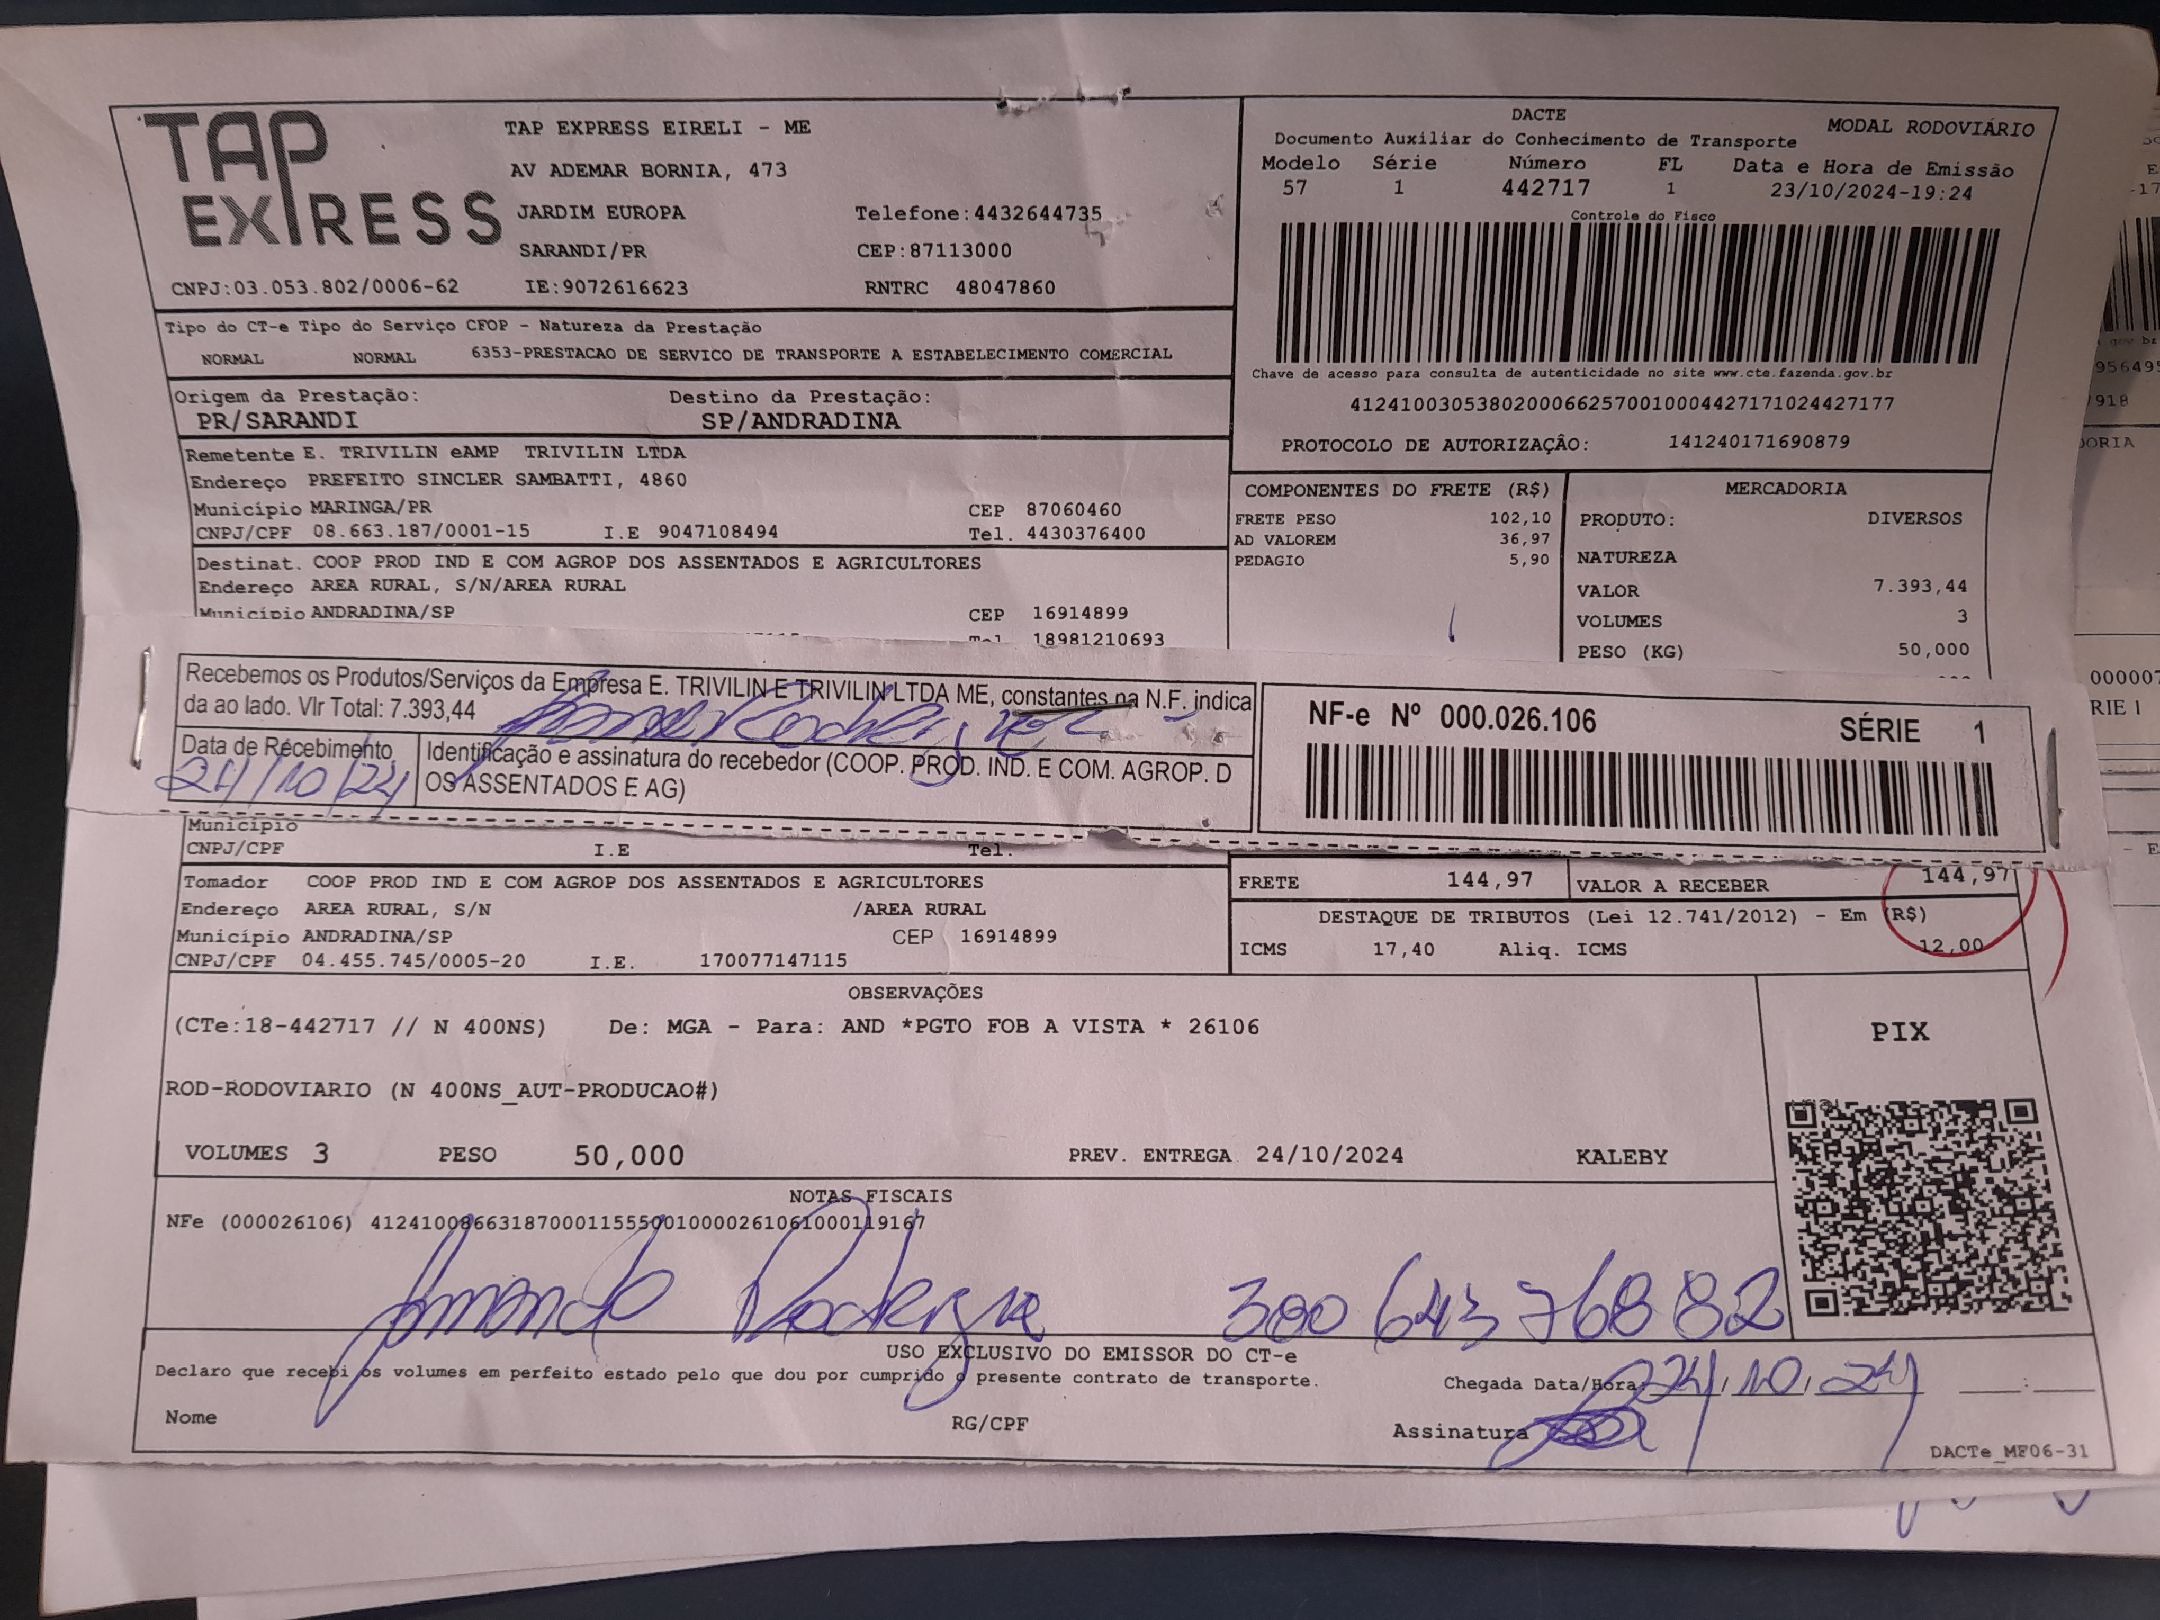 TAP EXPRESS
TAP EXPRESS EIRELI - ME
AV ADEMAR BORNIA, 473
JARDIM EUROPA Telefone:4432644735
SARANDI/PR CEP:87113000
CNPJ:03.053.802/0006-62 IE:9072616623 RNTRC 48047860
DACTE
Documento Auxiliar do Conhecimento de Transporte MODAL RODOVIÁRIO
Modelo Série Número FL Data e Hora de Emissão
57 1 442717 1 23/10/2024-19:24
Controle do Fisco
Chave de acesso para consulta de autenticidade no site www.cte.fazenda.gov.br
41241003053802000662570010004427171024427177
PROTOCOLO DE AUTORIZAÇÂO: 141240171690879
Tipo do CT-e Tipo do Serviço CFOP - Natureza da Prestação
NORMAL NORMAL 6353-PRESTACAO DE SERVICO DE TRANSPORTE A ESTABELECIMENTO COMERCIAL
Origem da Prestação: Destino da Prestação:
PR/SARANDI SP/ANDRADINA
Remetente E. TRIVILIN eAMP TRIVILIN LTDA
Endereço PREFEITO SINCLER SAMBATTI, 4860
Município MARINGA/PR CEP 87060460
CNPJ/CPF 08.663.187/0001-15 I.E 9047108494 Tel. 4430376400
Destinat. COOP PROD IND E COM AGROP DOS ASSENTADOS E AGRICULTORES
Endereço AREA RURAL, S/N/AREA RURAL
Município ANDRADINA/SP CEP 16914899
Tel. 18981210693
COMPONENTES DO FRETE (R$)
FRETE PESO 102,10
AD VALOREM 36,97
PEDAGIO 5,90
MERCADORIA
PRODUTO: DIVERSOS
NATUREZA
VALOR 7.393,44
VOLUMES 3
PESO (KG) 50,000
Recebemos os Produtos/Serviços da Empresa E. TRIVILIN E TRIVILIN LTDA ME, constantes na N.F. indica
da ao lado. Vlr Total: 7.393,44
Data de Recebimento
24/10/24
Identificação e assinatura do recebedor (COOP. PROD. IND. E COM. AGROP. D
OS ASSENTADOS E AG)
NF-e Nº 000.026.106 SÉRIE 1
Município
CNPJ/CPF I.E Tel.
Tomador COOP PROD IND E COM AGROP DOS ASSENTADOS E AGRICULTORES
Endereço AREA RURAL, S/N /AREA RURAL
Município ANDRADINA/SP CEP 16914899
CNPJ/CPF 04.455.745/0005-20 I.E. 170077147115
FRETE 144,97 VALOR A RECEBER 144,97
DESTAQUE DE TRIBUTOS (Lei 12.741/2012) - Em (R$)
ICMS 17,40 Aliq. ICMS 12,00
OBSERVAÇÕES
(CTe:18-442717 // N 400NS) De: MGA - Para: AND *PGTO FOB A VISTA * 26106
ROD-RODOVIARIO (N 400NS_AUT-PRODUCAO#)
VOLUMES 3 PESO 50,000 PREV. ENTREGA 24/10/2024 KALEBY
PIX
NOTAS FISCAIS
NFe (000026106) 41241008663187000115550010000261061000119167
300 643 768 82
USO EXCLUSIVO DO EMISSOR DO CT-e
Declaro que recebi os volumes em perfeito estado pelo que dou por cumprido o presente contrato de transporte.
Chegada Data/Hora: 24/10/24
Nome RG/CPF Assinatura
DACTe_MF06-31